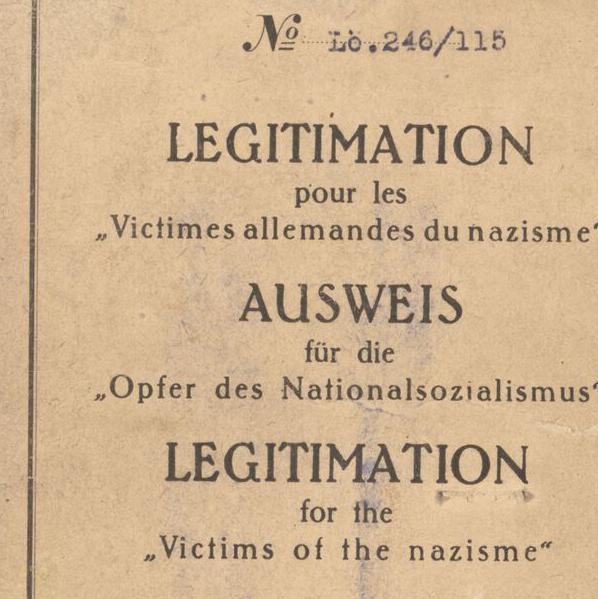 No Lö.246/115
LEGITIMATION
pour les
„Victimes allemandes du nazisme“
AUSWEIS
für die
„Opfer des Nationalsozialismus“
LEGITIMATION
for the
„Victims of the nazisme“